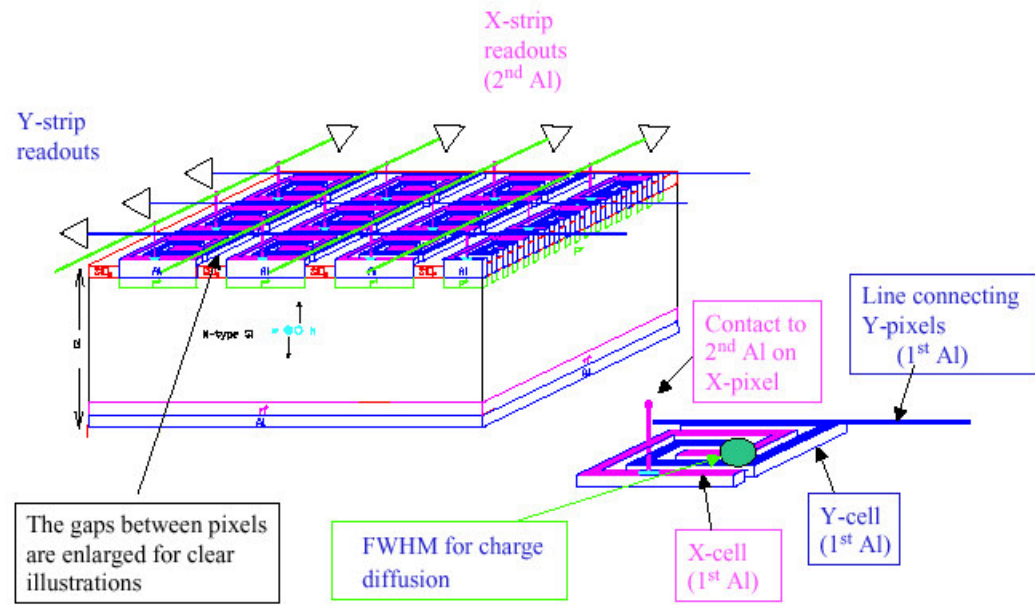 X-strip
readouts
(2nd Al)
Y-strip
readouts
Al
Al
Al
Al
P+
P+
P+
d
N-type Si
h
n+
Al
n+
Al
Contact to
2nd Al on
X-pixel
Line connecting
Y-pixels
(1st Al)
The gaps between pixels
are enlarged for clear
illustrations
FWHM for charge
diffusion
X-cell
(1st Al)
Y-cell
(1st Al)